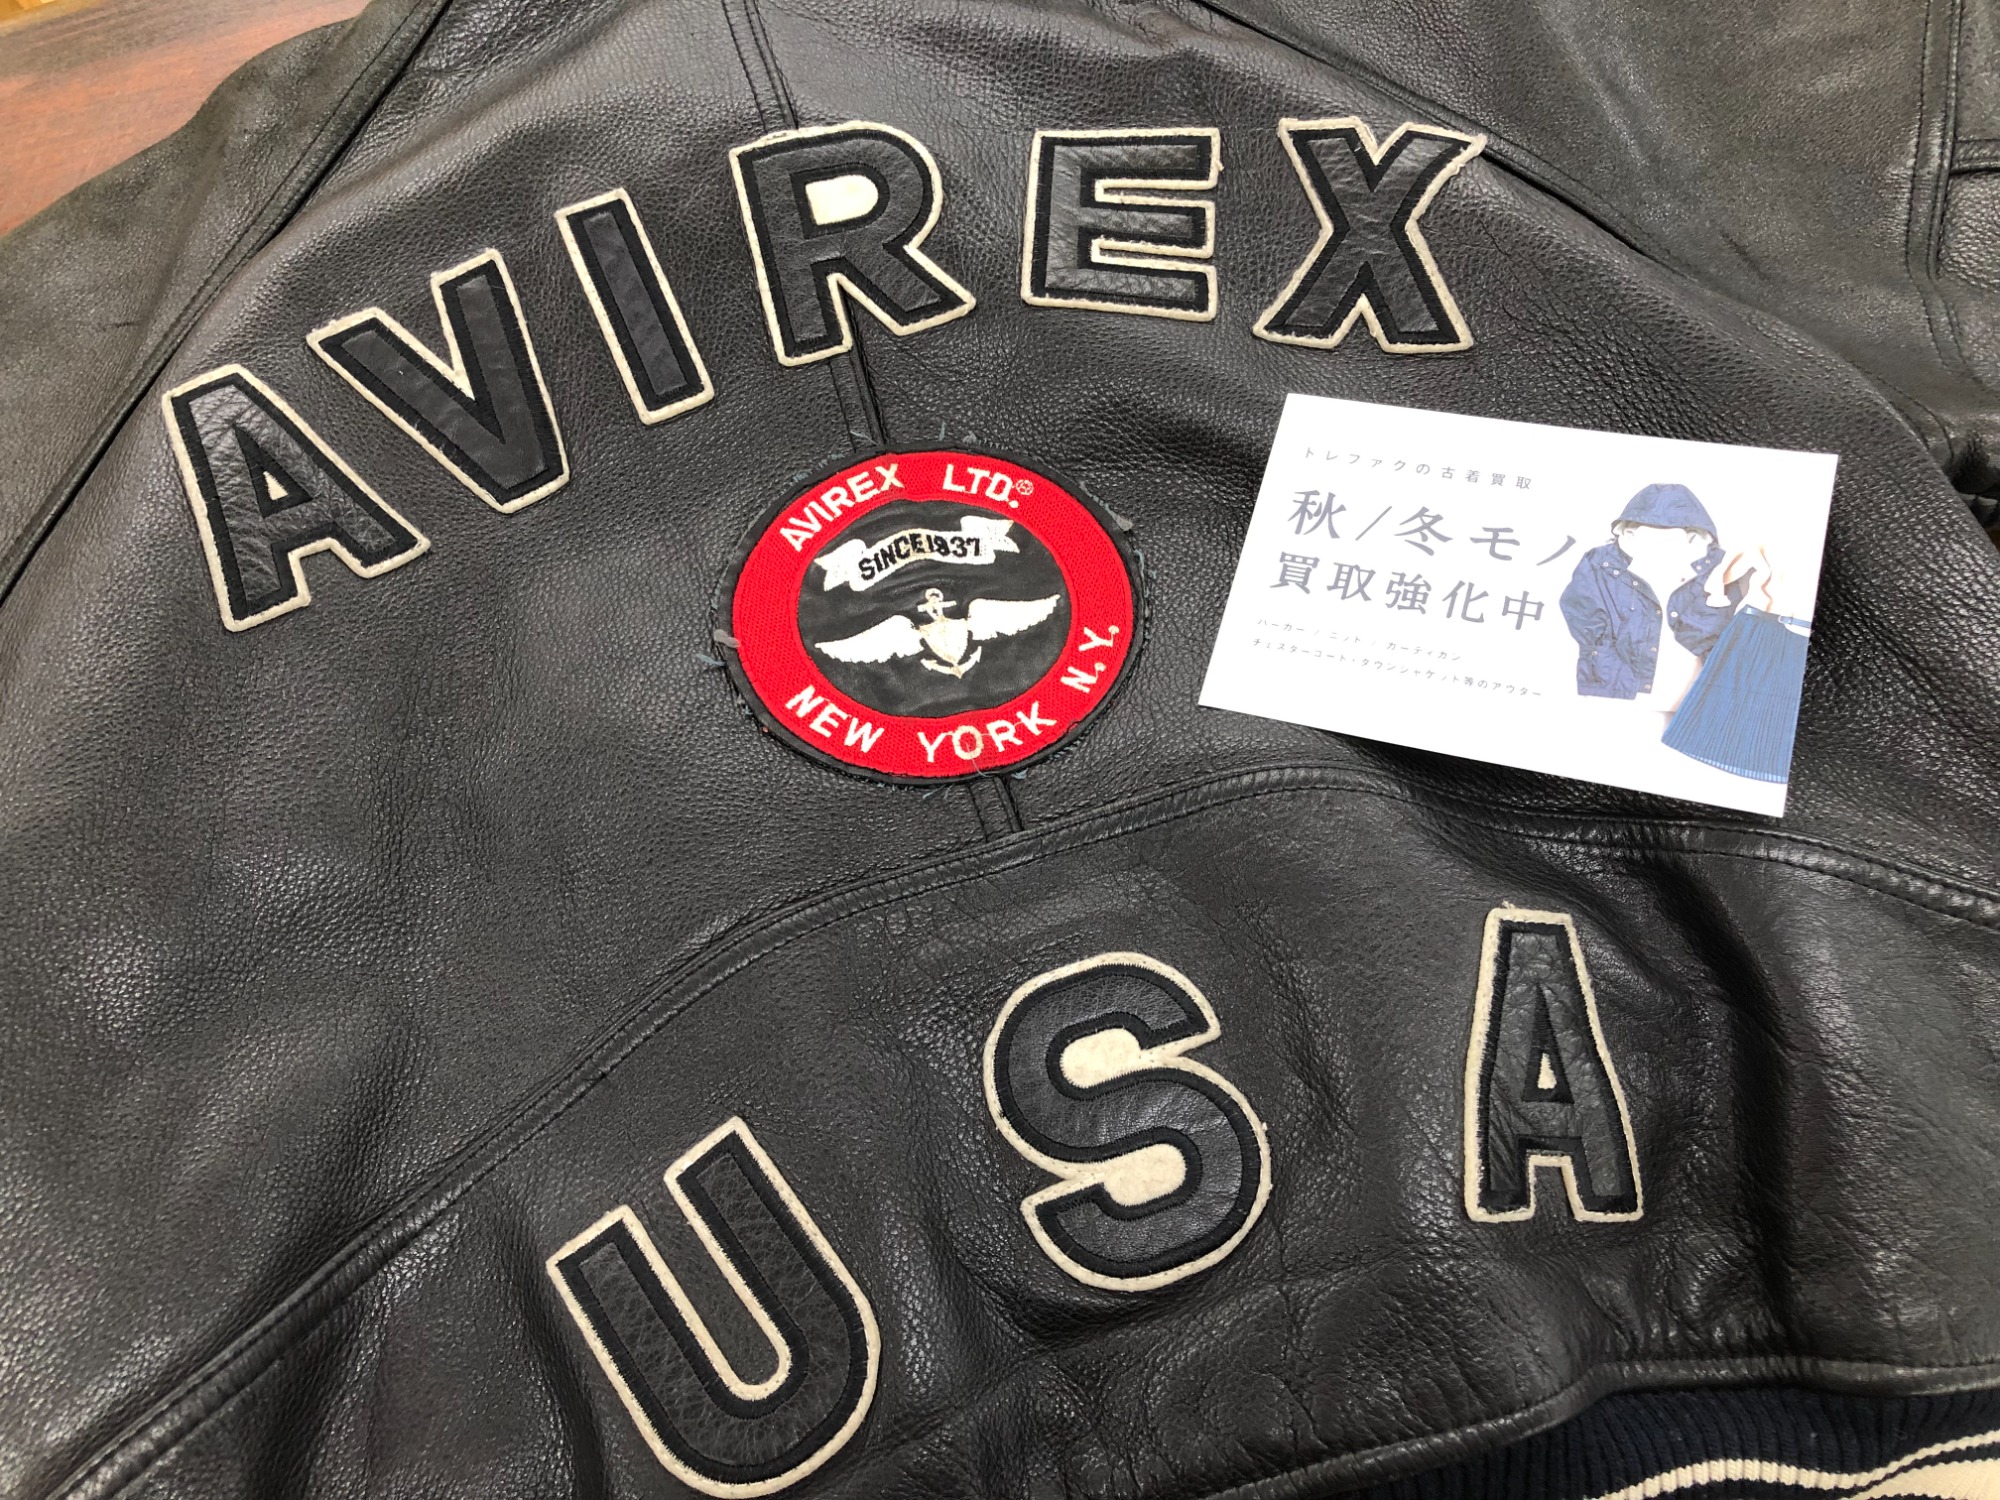 AVIREX
AVIREX LTD.®
SINCE 1937
NEW YORK N.Y.
USA
トレファクの古着買取
秋/冬モノ
買取強化中
パーカー / ニット / カーディガン
チェスターコート・ダウンジャケット等のアウター